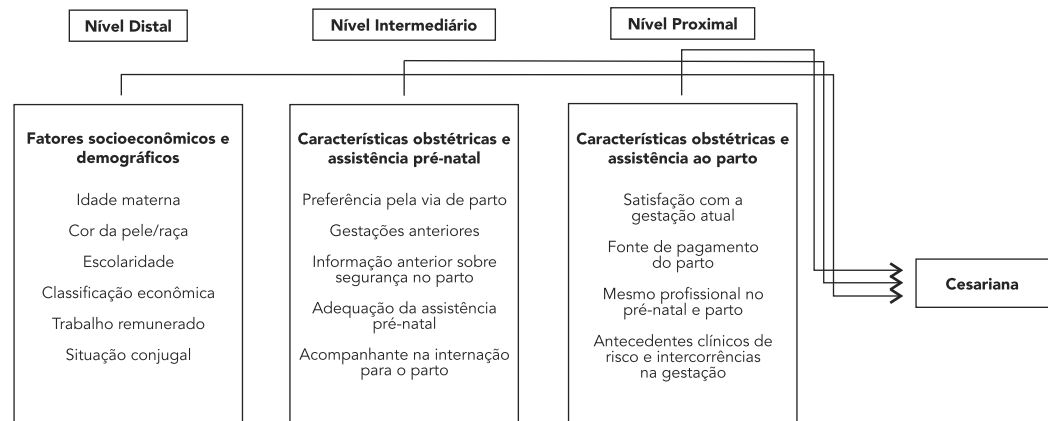 Nível Distal
Nível Intermediário
Nível Proximal
Fatores socioeconômicos e
demográficos
Idade materna
Cor da pele/raça
Escolaridade
Classificação econômica
Trabalho remunerado
Situação conjugal
Características obstétricas e
assistência pré-natal
Preferência pela via de parto
Gestações anteriores
Informação anterior sobre
segurança no parto
Adequação da assistência
pré-natal
Acompanhante na internação
para o parto
Características obstétricas e
assistência ao parto
Satisfação com a
gestação atual
Fonte de pagamento
do parto
Mesmo profissional no
pré-natal e parto
Antecedentes clínicos de
risco e intercorrências
na gestação
Cesariana